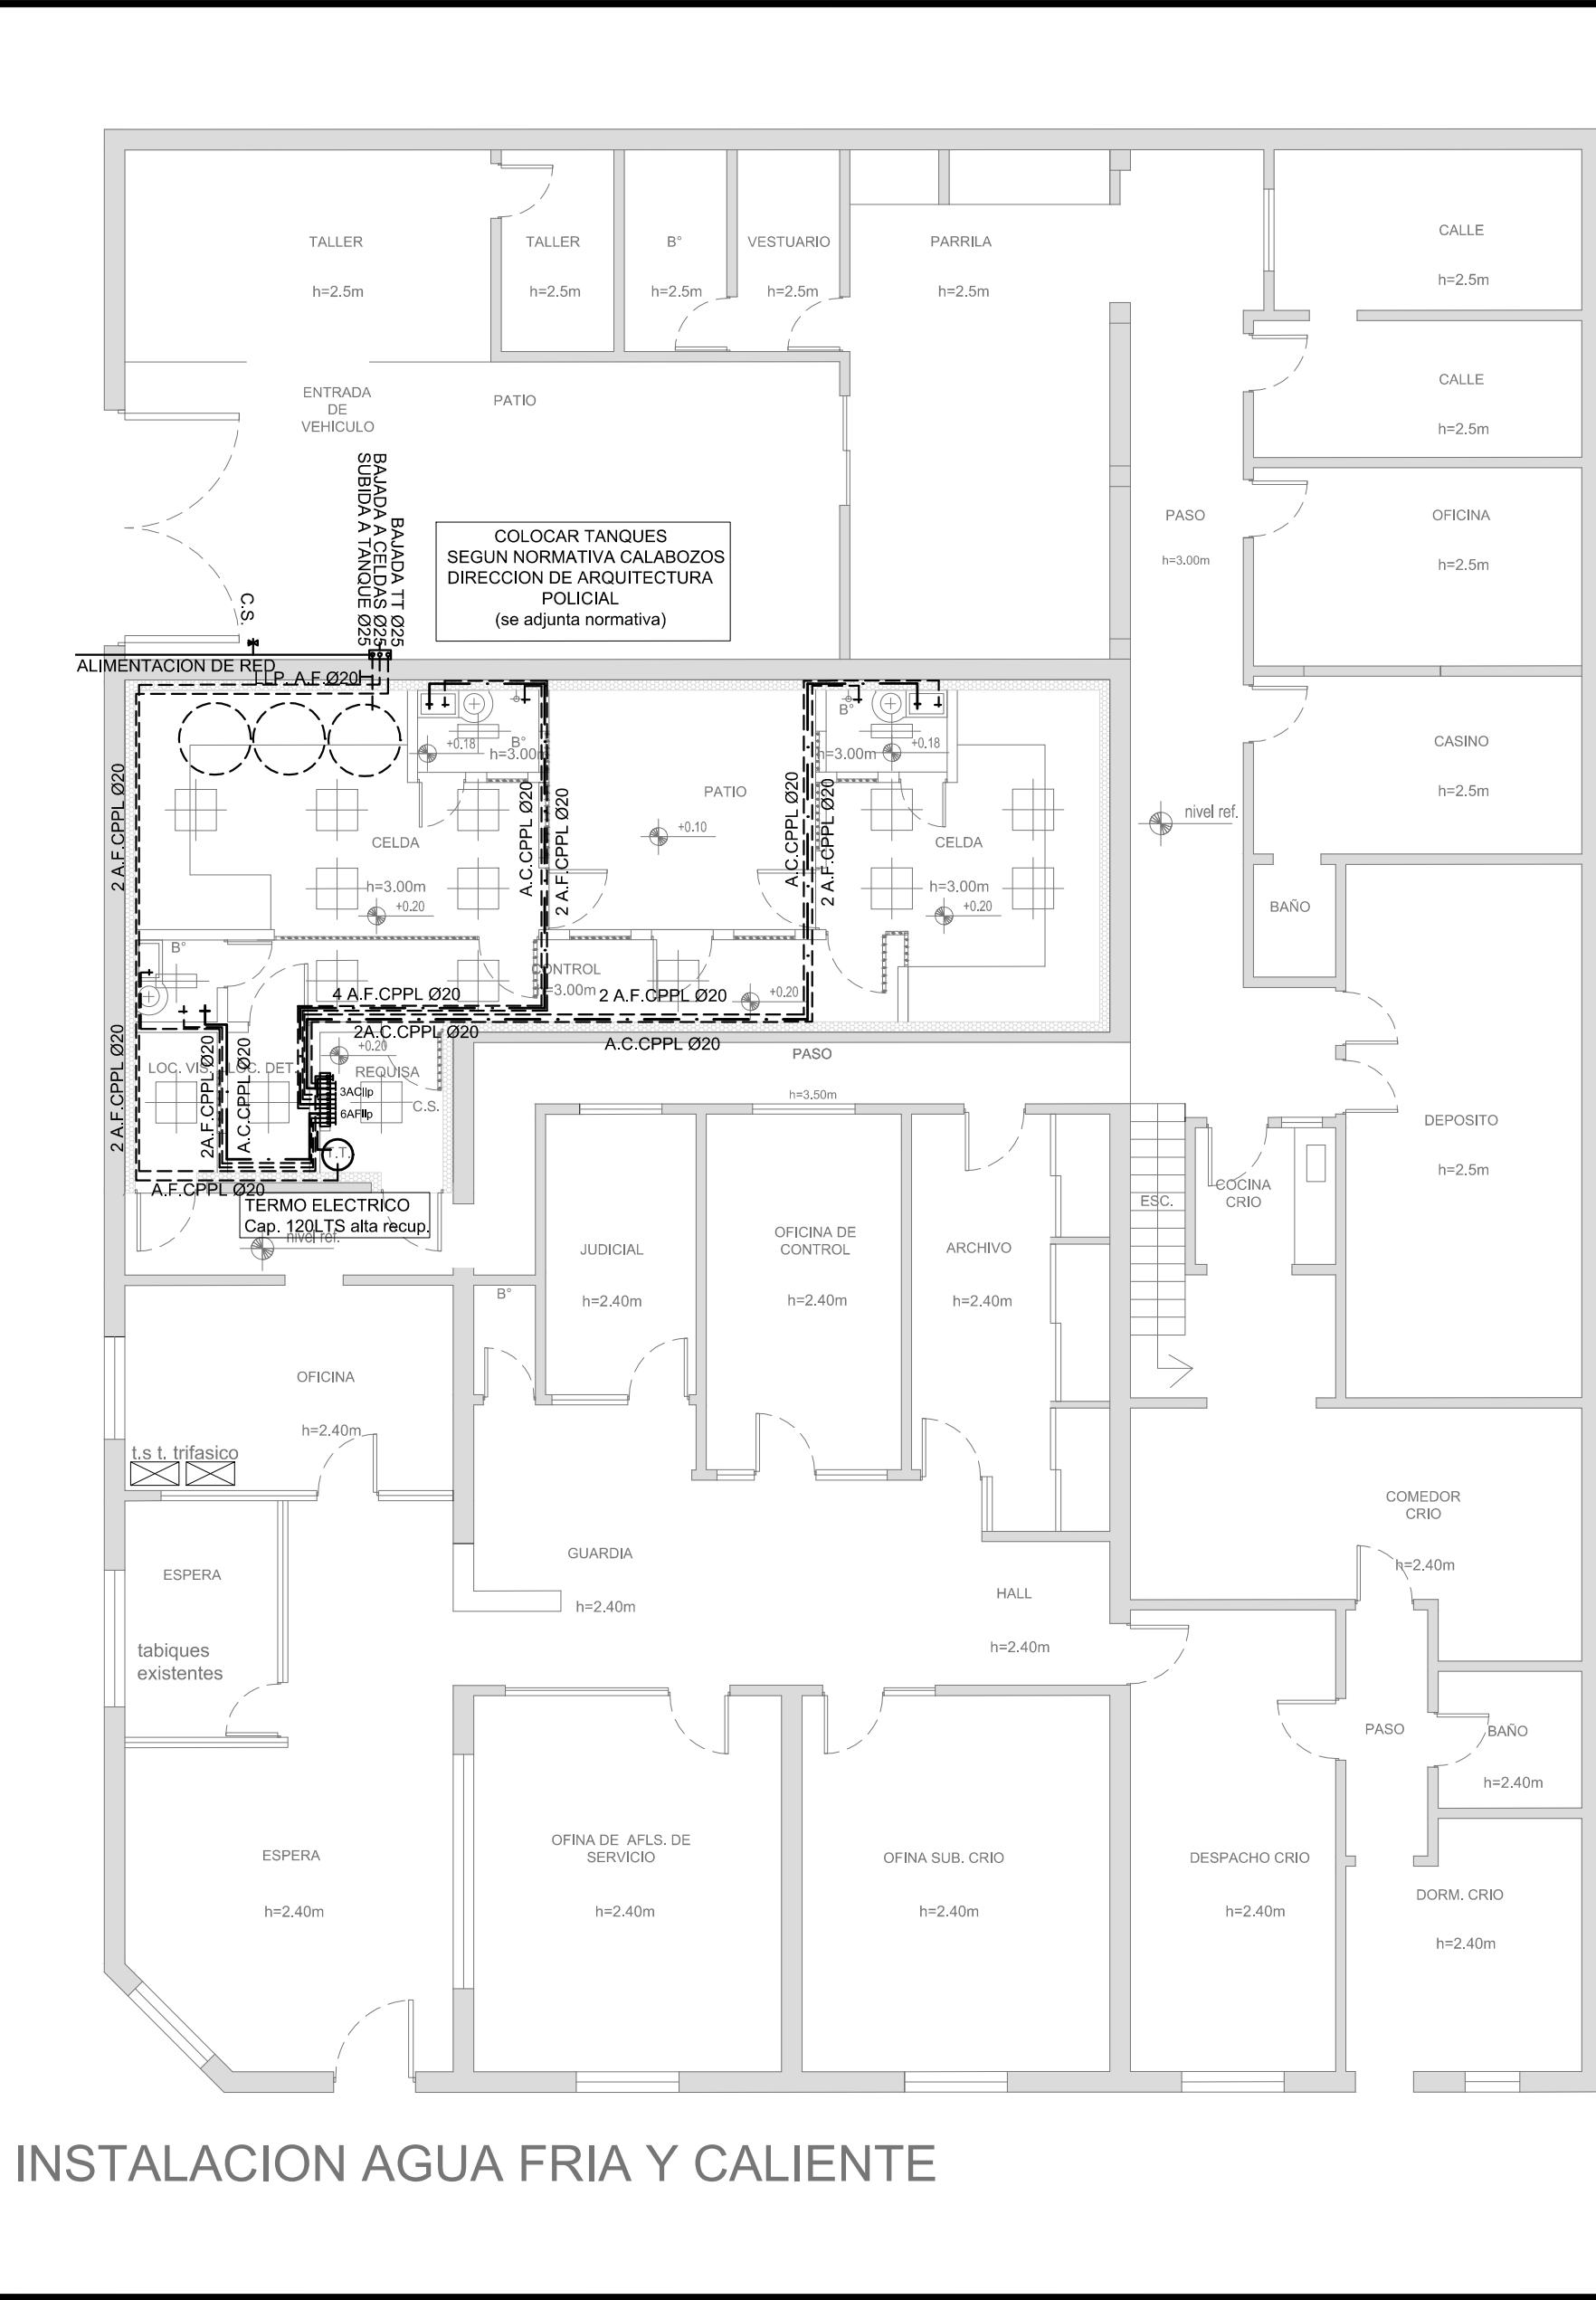 TALLER
h=2.5m
TALLER
h=2.5m
B°
h=2.5m
VESTUARIO
h=2.5m
PARRILA
h=2.5m
CALLE
h=2.5m
CALLE
h=2.5m
ENTRADA
DE
VEHICULO
PATIO
PASO
h=3.00m
OFICINA
h=2.5m
SUBIDA A TANQUE Ø25
BAJADA A CELDAS Ø25
BAJADA TT Ø25
COLOCAR TANQUES
SEGUN NORMATIVA CALABOZOS
DIRECCION DE ARQUITECTURA
POLICIAL
(se adjunta normativa)
C.S.
ALIMENTACION DE RED
LLP. A.F.Ø20
B°
+0.18
h=3.00m
B°
h=3.00m
+0.18
CASINO
h=2.5m
2 A.F.CPPL Ø20
A.C.CPPL Ø20
2 A.F.CPPL Ø20
PATIO
+0.10
A.C.CPPL Ø20
2 A.F.CPPL Ø20
nivel ref.
CELDA
h=3.00m
+0.20
CELDA
h=3.00m
+0.20
BAÑO
B°
CONTROL
h=3.00m
4 A.F.CPPL Ø20
2 A.F.CPPL Ø20
+0.20
2A.C.CPPL Ø20
A.C.CPPL Ø20
2 A.F.CPPL Ø20
LOC. VIS.
2A.F.CPPL Ø20
LOC. DET.
A.C.CPPL Ø20
+0.20
REQUISA
3ACllp
6AFllp
C.S.
T.T.
A.F.CPPL Ø20
TERMO ELECTRICO
Cap. 120LTS alta recup.
nivel ref.
PASO
h=3.50m
DEPOSITO
h=2.5m
ESC.
COCINA
CRIO
JUDICIAL
h=2.40m
OFICINA DE
CONTROL
h=2.40m
ARCHIVO
h=2.40m
B°
OFICINA
h=2.40m
t.s t. trifasico
COMEDOR
CRIO
h=2.40m
ESPERA
tabiques
existentes
GUARDIA
h=2.40m
HALL
h=2.40m
PASO
BAÑO
h=2.40m
ESPERA
h=2.40m
OFINA DE AFLS. DE
SERVICIO
h=2.40m
OFINA SUB. CRIO
h=2.40m
DESPACHO CRIO
h=2.40m
DORM. CRIO
h=2.40m
INSTALACION AGUA FRIA Y CALIENTE